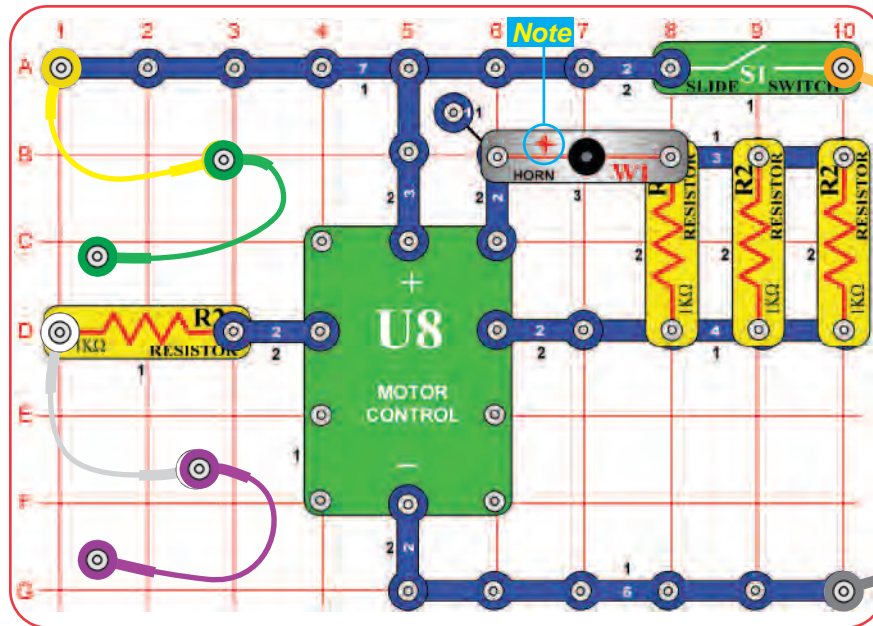 1 2 3 4 5 6 7 8 9 10
Note
A 7 1 2 2 S1
SLIDE SWITCH
1
1 1
B 3 2 HORN W1 3 1 3
R2 RESISTOR 1KΩ
R2 RESISTOR 1KΩ
R2 RESISTOR 1KΩ
2 2 2 2 2
C
+
D 1KΩ R2 RESISTOR 1
2 2
U8
2 2
4 1
MOTOR
CONTROL
E
1
–
F
2 2
G 1 6